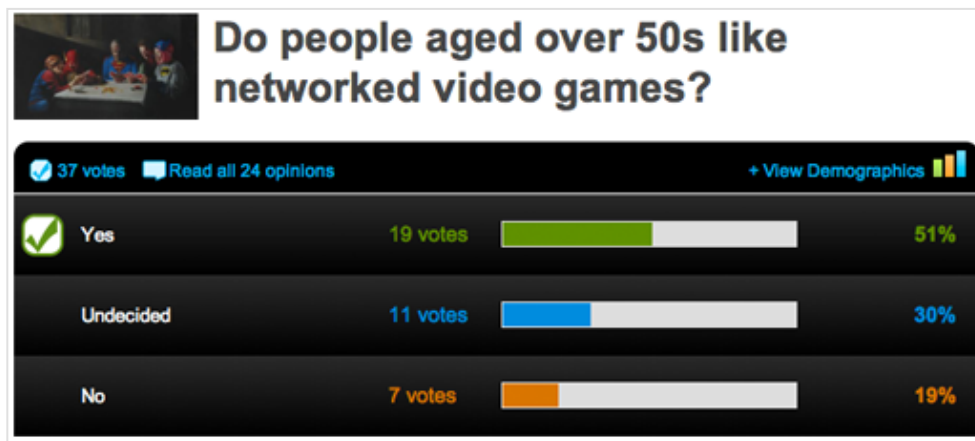 Do people aged over 50s like
networked video games?
37 votes Read all 24 opinions + View Demographics
Yes 19 votes 51%
Undecided 11 votes 30%
No 7 votes 19%